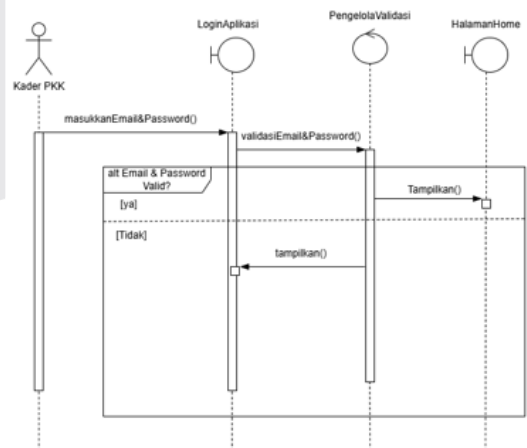 LoginAplikasi
PengelolaValidasi
HalamanHome
Kader PKK
masukkanEmail&Password()
validasiEmail&Password()
alt Email & Password
Valid?
Tampilkan()
[ya]
[Tidak]
tampilkan()